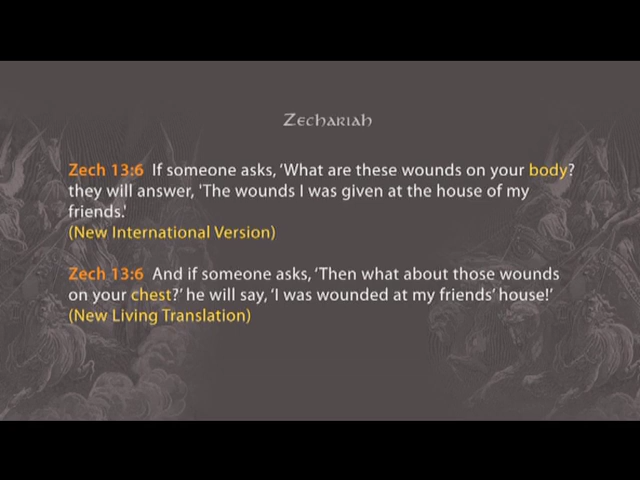 Zechariah
Zech 13:6 If someone asks, ‘What are these wounds on your body?
they will answer, 'The wounds I was given at the house of my
friends.'
(New International Version)
Zech 13:6 And if someone asks, ‘Then what about those wounds
on your chest?’ he will say, ‘I was wounded at my friends’ house!’
(New Living Translation)